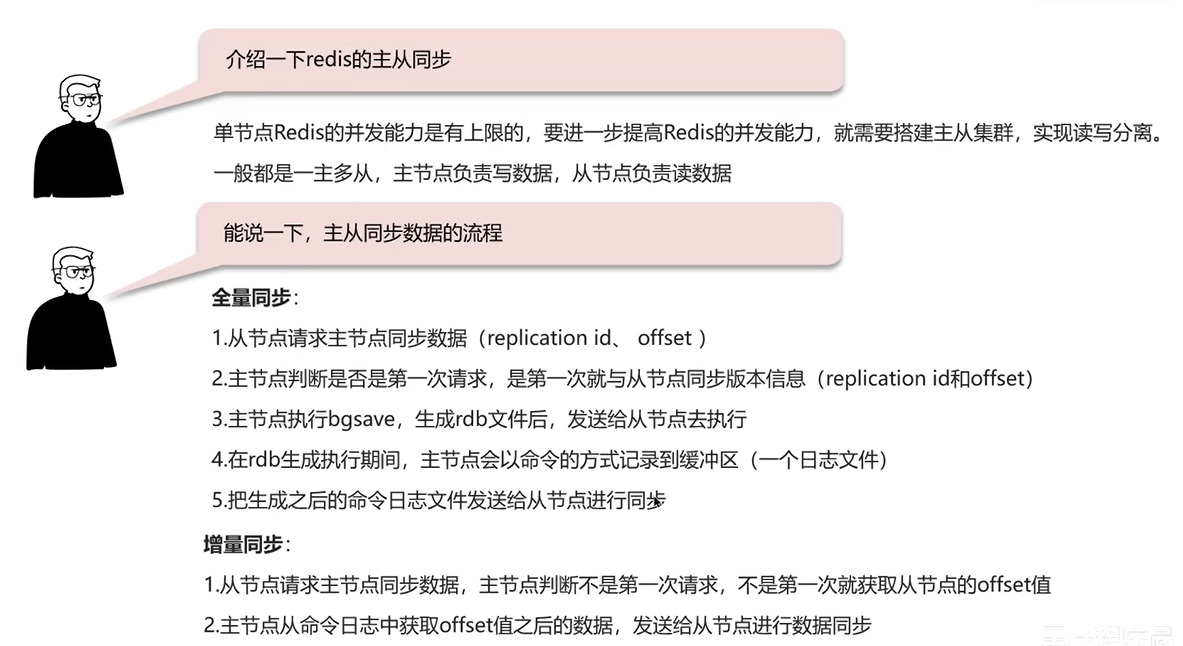 介绍一下redis的主从同步
单节点Redis的并发能力是有上限的，要进一步提高Redis的并发能力，就需要搭建主从集群，实现读写分离。
一般都是一主多从，主节点负责写数据，从节点负责读数据
能说一下，主从同步数据的流程
全量同步：
1.从节点请求主节点同步数据（replication id、 offset ）
2.主节点判断是否是第一次请求，是第一次就与从节点同步版本信息（replication id和offset）
3.主节点执行bgsave，生成rdb文件后，发送给从节点去执行
4.在rdb生成执行期间，主节点会以命令的方式记录到缓冲区（一个日志文件）
5.把生成之后的命令日志文件发送给从节点进行同步
增量同步：
1.从节点请求主节点同步数据，主节点判断不是第一次请求，不是第一次就获取从节点的offset值
2.主节点从命令日志中获取offset值之后的数据，发送给从节点进行数据同步